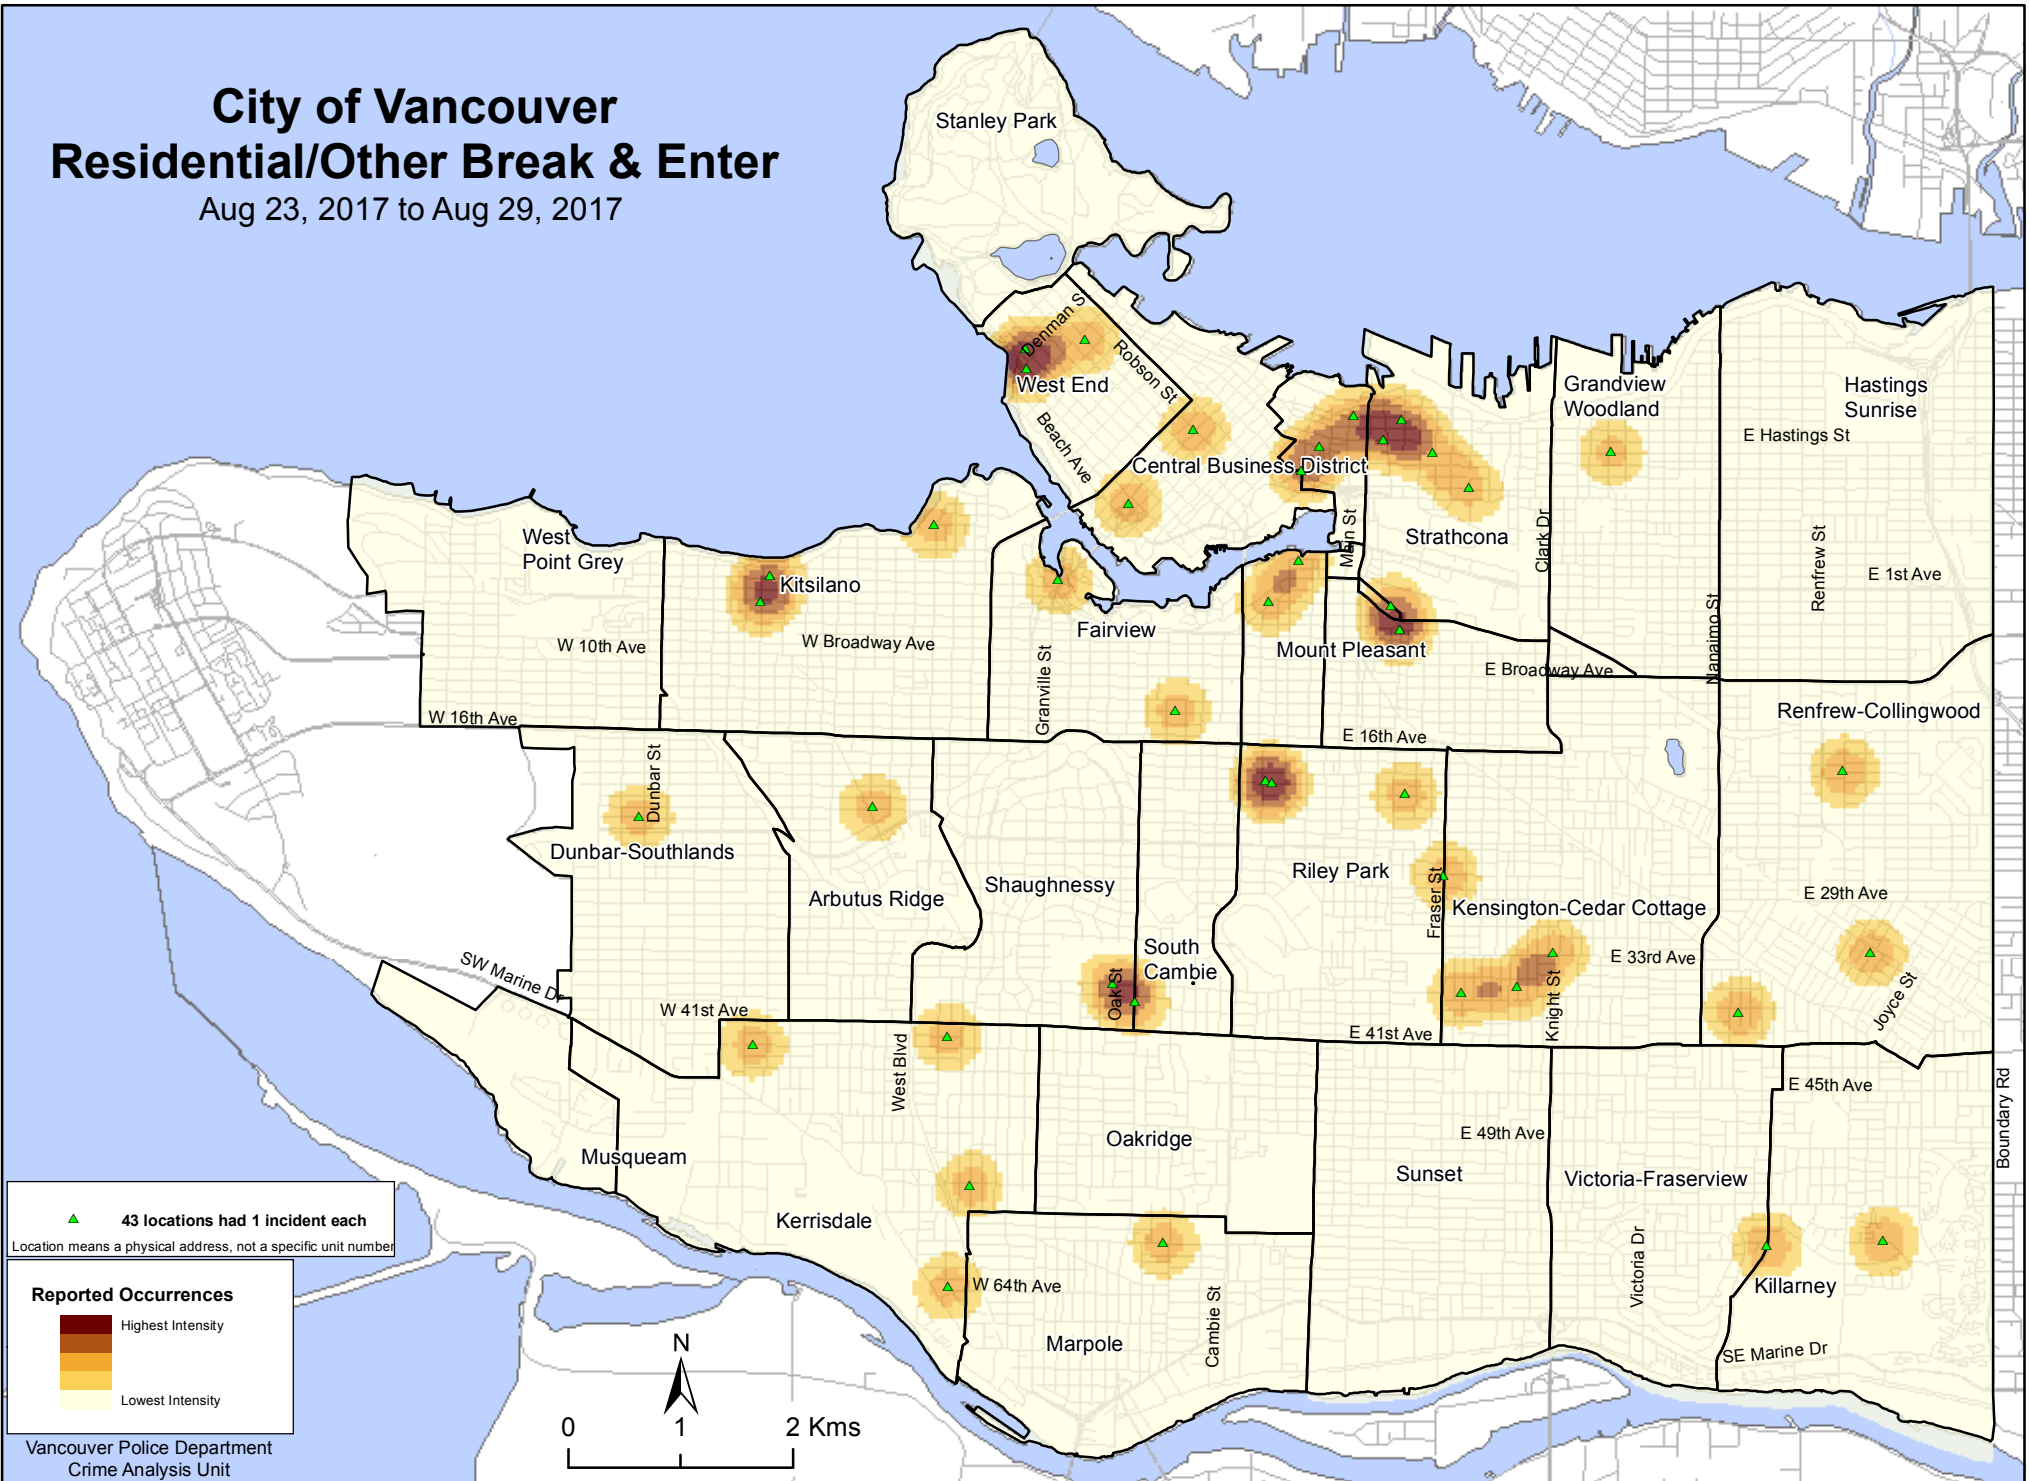 City of Vancouver
Residential/Other Break & Enter
Aug 23, 2017 to Aug 29, 2017
Stanley Park
Denman St
Robson St
West End
Beach Ave
Central Business District
Grandview
Woodland
Hastings
Sunrise
E Hastings St
West
Point Grey
Kitsilano
Main St
Strathcona
Clark Dr
Renfrew St
E 1st Ave
Nanaimo St
W 10th Ave
W Broadway Ave
Fairview
Granville St
Mount Pleasant
E Broadway Ave
W 16th Ave
E 16th Ave
Renfrew-Collingwood
Dunbar St
Dunbar-Southlands
Arbutus Ridge
Shaughnessy
Riley Park
Fraser St
Kensington-Cedar Cottage
E 29th Ave
South
Cambie
Oak St
E 33rd Ave
Knight St
Joyce St
SW Marine Dr
W 41st Ave
E 41st Ave
West Blvd
E 45th Ave
Boundary Rd
Musqueam
Oakridge
E 49th Ave
Sunset
Victoria-Fraserview
Kerrisdale
W 64th Ave
Marpole
Cambie St
Victoria Dr
Killarney
SE Marine Dr
43 locations had 1 incident each
Location means a physical address, not a specific unit number
Reported Occurrences
Highest Intensity
Lowest Intensity
Vancouver Police Department
Crime Analysis Unit
N
0 1 2 Kms